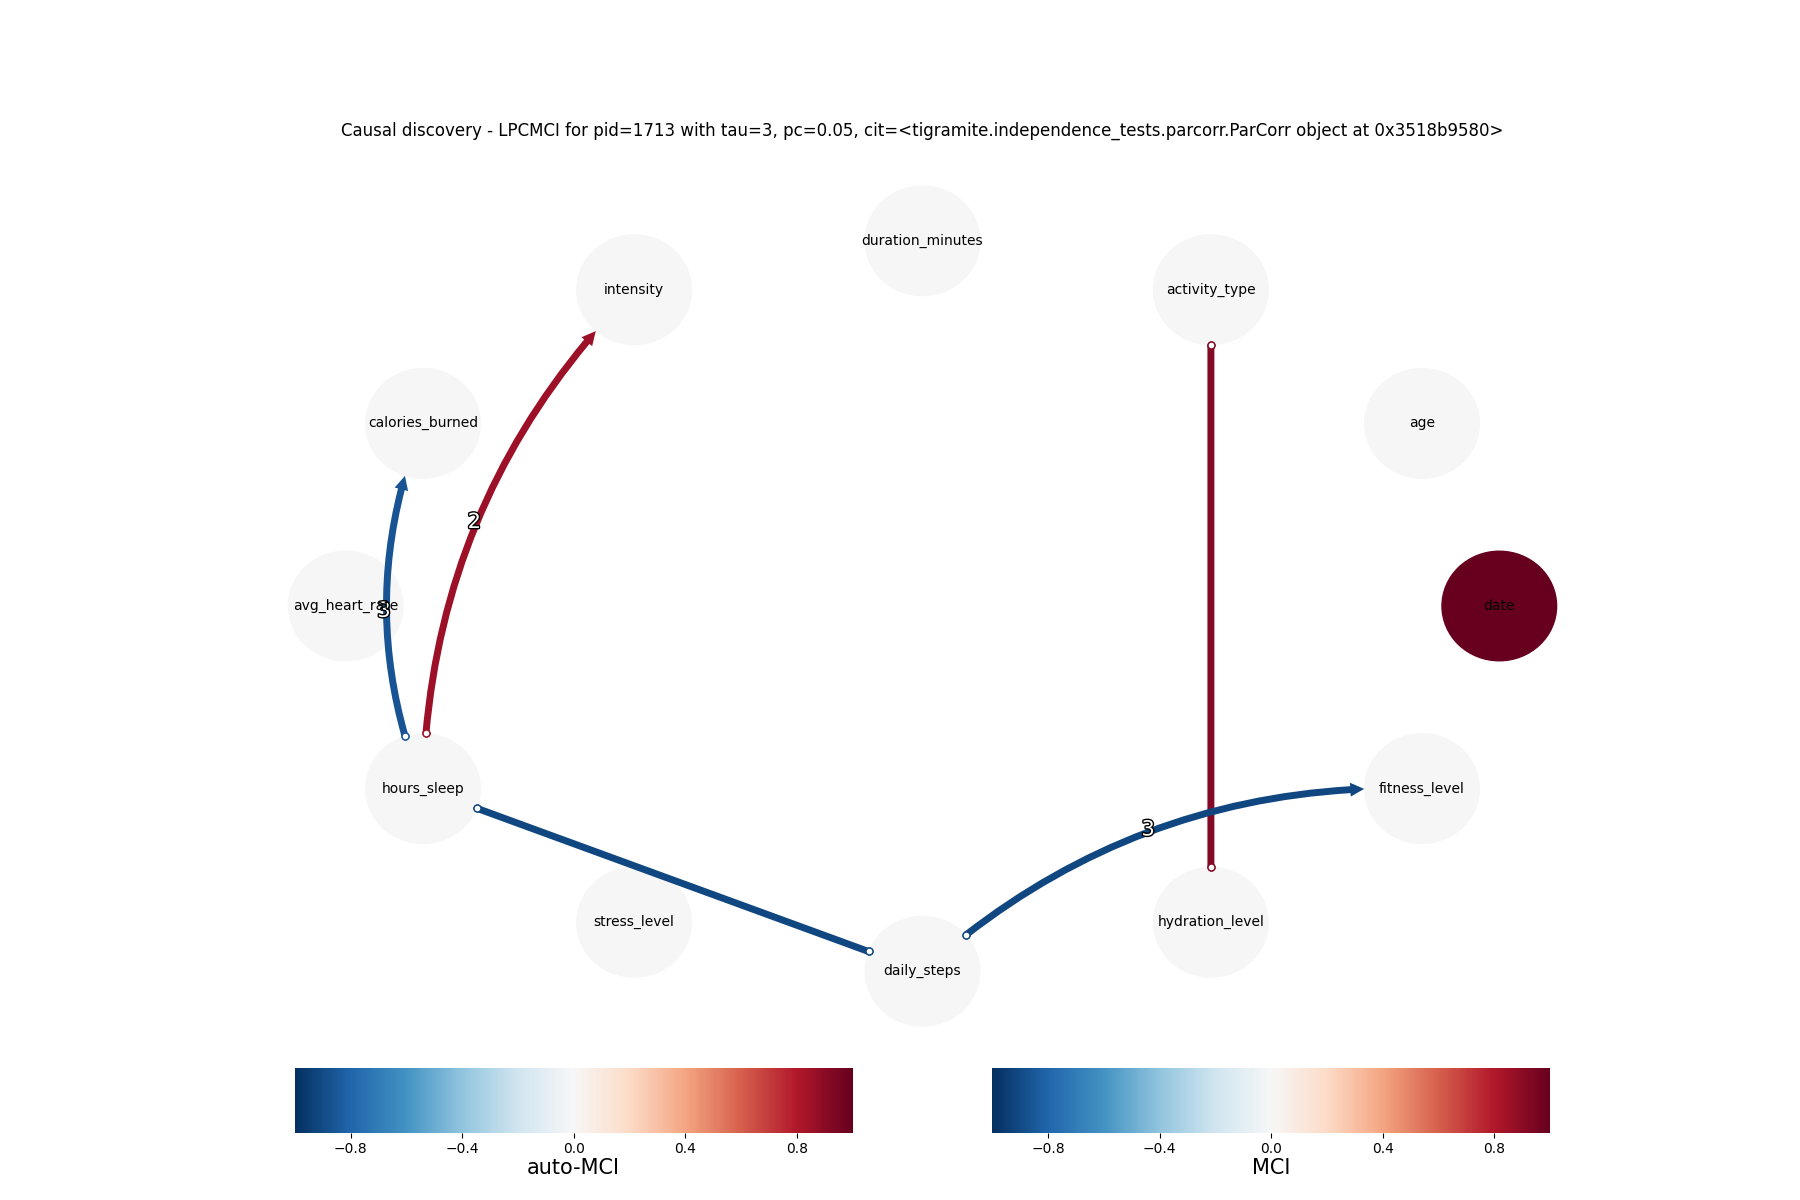 Causal discovery - LPCMCI for pid=1713 with tau=3, pc=0.05, cit=<tigramite.independence_tests.parcorr.ParCorr object at 0x3518b9580>
duration_minutes
intensity
activity_type
calories_burned
age
2
avg_heart_rate
3
date
hours_sleep
fitness_level
3
stress_level
hydration_level
daily_steps
−0.8 −0.4 0.0 0.4 0.8
auto-MCI
−0.8 −0.4 0.0 0.4 0.8
MCI